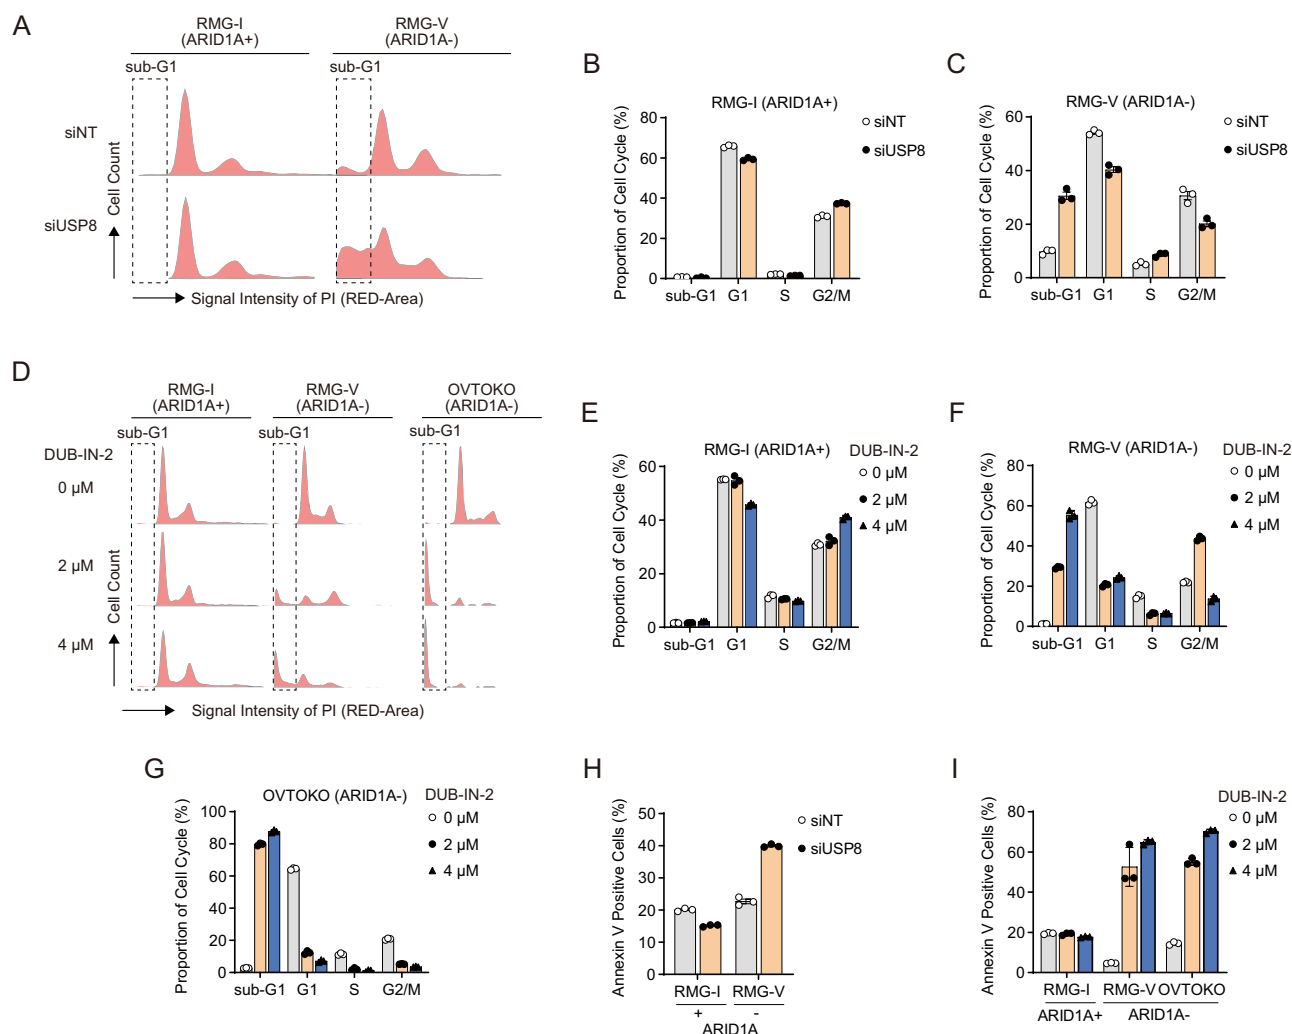 A
RMG-I
(ARID1A+)
RMG-V
(ARID1A-)
sub-G1
sub-G1
siNT
siUSP8
Cell Count
Signal Intensity of PI (RED-Area)
B
RMG-I (ARID1A+)
siNT
siUSP8
Proportion of Cell Cycle (%)
80
60
40
20
0
sub-G1 G1 S G2/M
C
RMG-V (ARID1A-)
siNT
siUSP8
Proportion of Cell Cycle (%)
60
40
20
0
sub-G1 G1 S G2/M
D
RMG-I
(ARID1A+)
RMG-V
(ARID1A-)
OVTOKO
(ARID1A-)
sub-G1
sub-G1
sub-G1
DUB-IN-2
0 µM
2 µM
4 µM
Cell Count
Signal Intensity of PI (RED-Area)
E
RMG-I (ARID1A+)
DUB-IN-2
0 µM
2 µM
4 µM
Proportion of Cell Cycle (%)
60
40
20
0
sub-G1 G1 S G2/M
F
RMG-V (ARID1A-)
DUB-IN-2
0 µM
2 µM
4 µM
Proportion of Cell Cycle (%)
80
60
40
20
0
sub-G1 G1 S G2/M
G
OVTOKO (ARID1A-)
DUB-IN-2
0 µM
2 µM
4 µM
Proportion of Cell Cycle (%)
100
80
60
40
20
0
sub-G1 G1 S G2/M
H
siNT
siUSP8
Annexin V Positive Cells (%)
50
40
30
20
10
0
RMG-I RMG-V
+ -
ARID1A
I
DUB-IN-2
0 µM
2 µM
4 µM
Annexin V Positive Cells (%)
80
60
40
20
0
RMG-I RMG-V OVTOKO
ARID1A+ ARID1A-